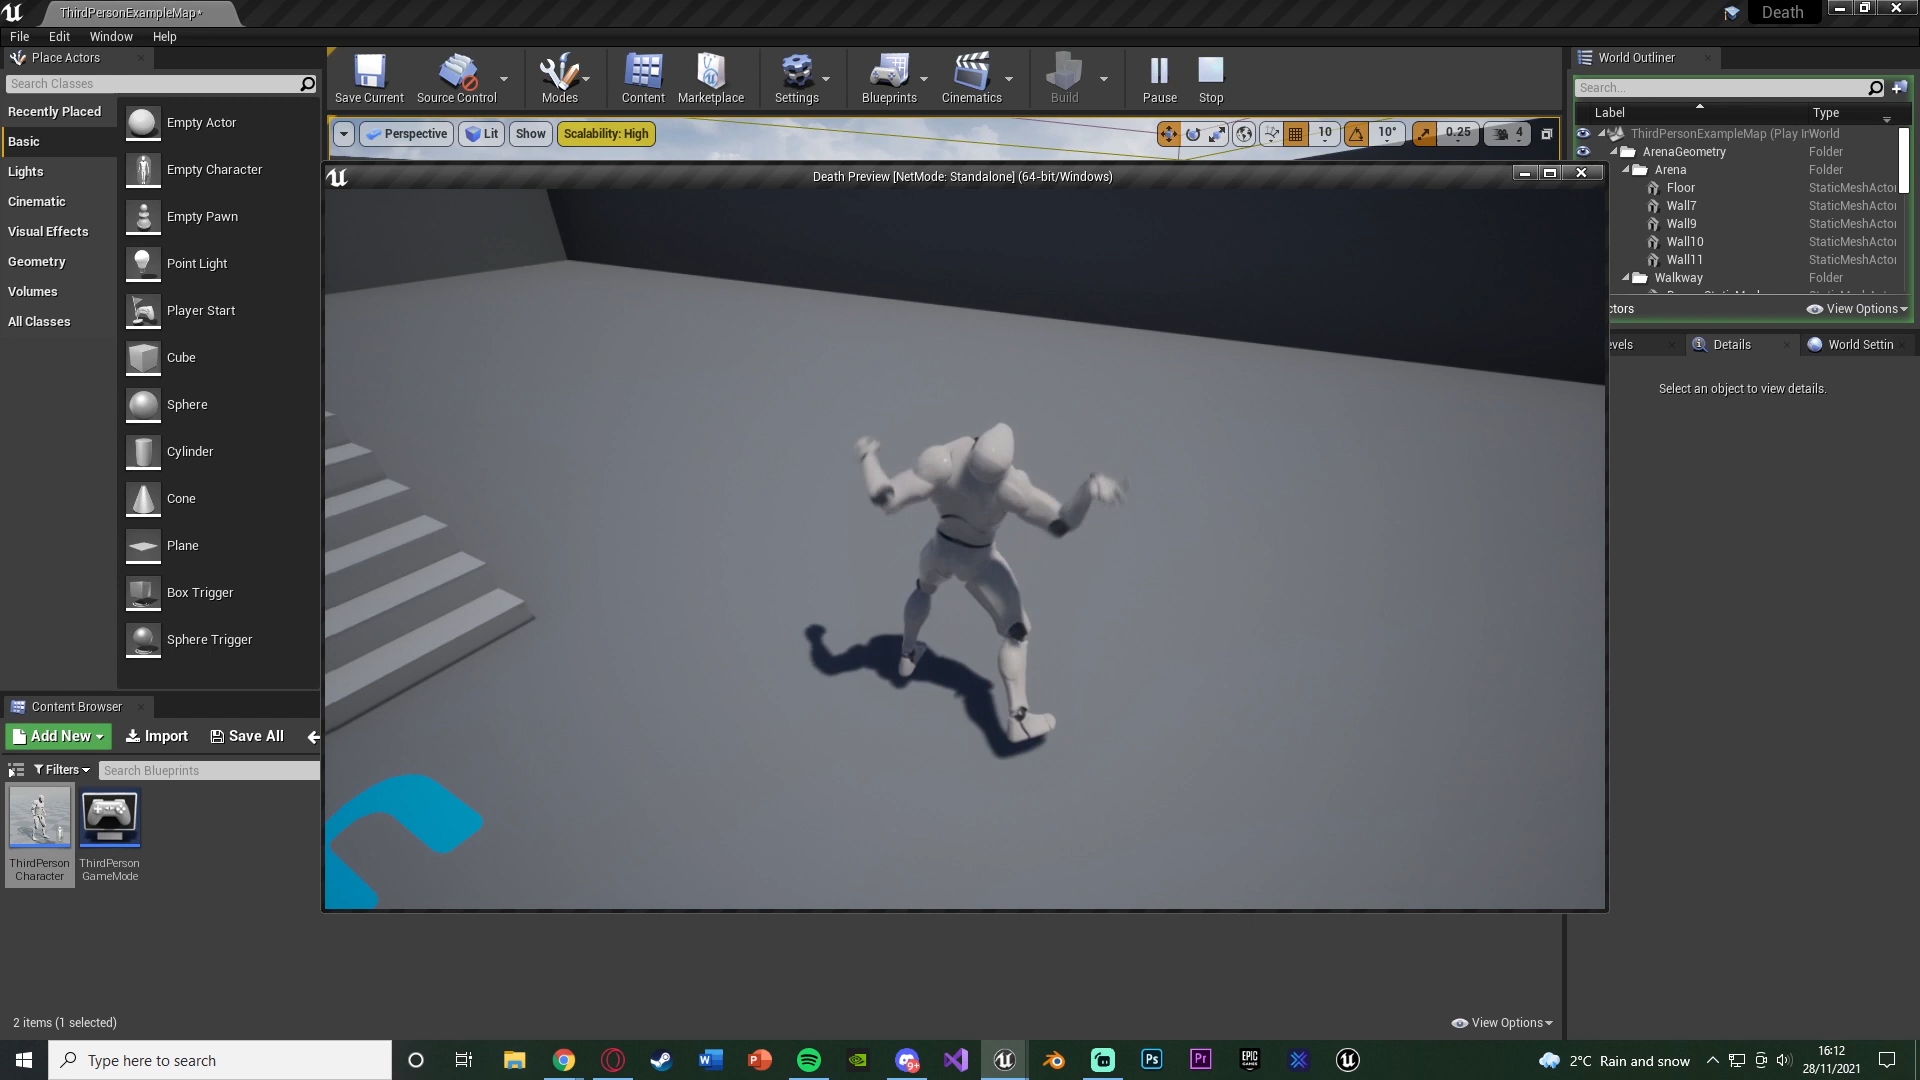 ThirdPersonExampleMap*
Death
File Edit Window Help
Place Actors
Search Classes
Recently Placed
Basic
Lights
Cinematic
Visual Effects
Geometry
Volumes
All Classes
Empty Actor
Empty Character
Empty Pawn
Point Light
Player Start
Cube
Sphere
Cylinder
Cone
Plane
Box Trigger
Sphere Trigger
Save Current Source Control Modes Content Marketplace Settings Blueprints Cinematics Build Pause Stop
Perspective Lit Show Scalability: High 10 10° 0.25 4
Death Preview [NetMode: Standalone] (64-bit/Windows)
World Outliner
Search...
Label Type
ThirdPersonExampleMap (Play In World
ArenaGeometry Folder
Arena Folder
Floor StaticMeshActor
Wall7 StaticMeshActor
Wall9 StaticMeshActor
Wall10 StaticMeshActor
Wall11 StaticMeshActor
Walkway Folder
ctors View Options
evels Details World Settin
Select an object to view details.
Content Browser
Add New Import Save All
Filters Search Blueprints
ThirdPerson
Character
ThirdPerson
GameMode
2 items (1 selected)
View Options
Type here to search
9+
Ps
Pr
EPIC
GAMES
2°C Rain and snow
16:12
28/11/2021